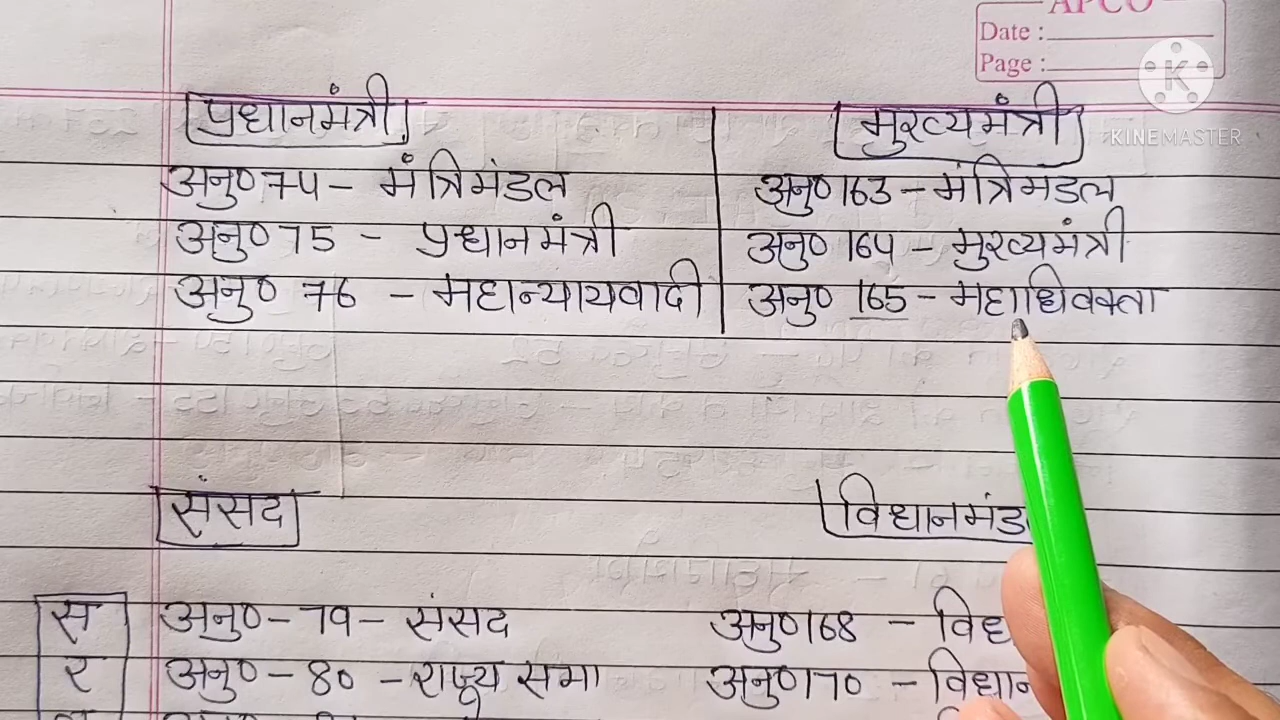 APCO
Date :
Page :
KINEMASTER
प्रधानमंत्री
मुख्यमंत्री
अनु० 74 - मंत्रिमंडल
अनु० 163 - मंत्रिमंडल
अनु० 75 - प्रधानमंत्री
अनु० 164 - मुख्यमंत्री
अनु० 76 - महान्यायवादी
अनु० 165 - महाधिवक्ता
संसद
विधानमंड
स अनु० - 79 - संसद
अनु० 168 - विध
र अनु० - 80 - राज्य सभा
अनु० 170 - विधान